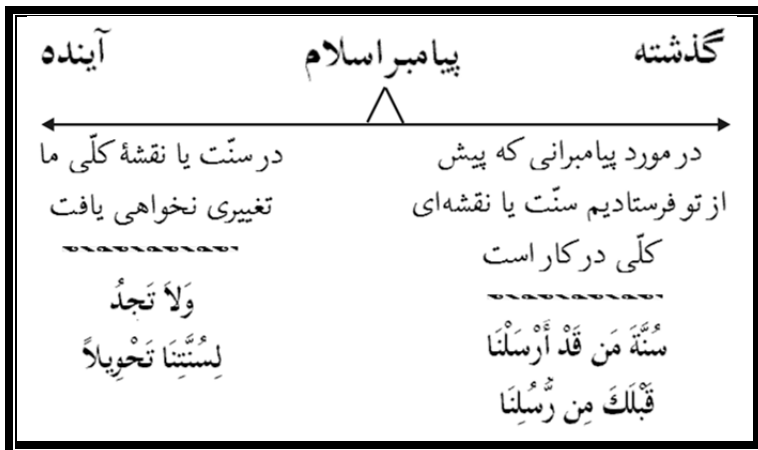 گذشته
پیامبر اسلام
آینده
در مورد پیامبرانی که پیش
از تو فرستادیم سنّت یا نقشه‌ای
کلّی در کار است
سُنَّةَ مَن قَدْ أَرْسَلْنَا
قَبْلَكَ مِن رُّسُلِنَا
در سنّت یا نقشهٔ کلّی ما
تغییری نخواهی یافت
وَلاَ تَجِدُ
لِسُنَّتِنَا تَحْوِيلاً